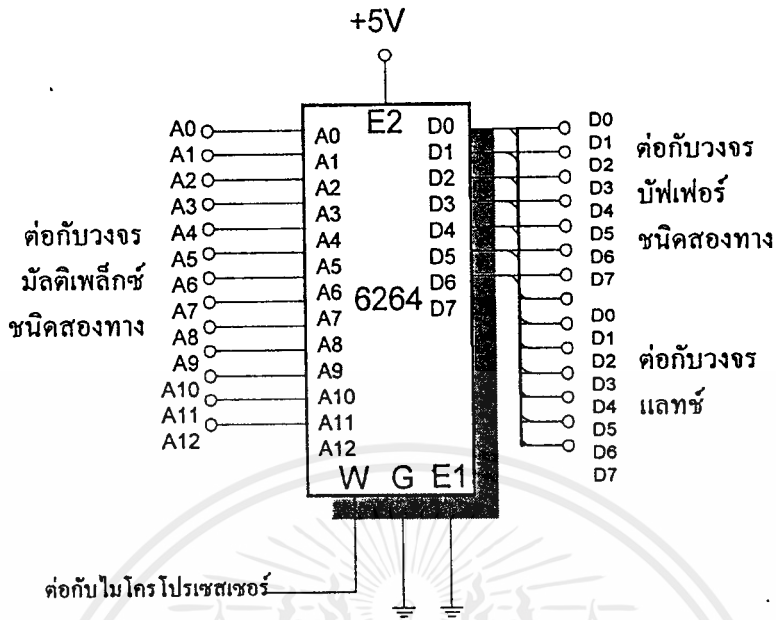 +5V
E2
A0
A1
A2
A3
A4
A5
A6
A7
A8
A9
A10
A11
A12
ต่อกับวงจร
มัลติเพล็กซ์
ชนิดสองทาง
A0
A1
A2
A3
A4
A5
A6
A7
A8
A9
A10
A11
A12
6264
D0
D1
D2
D3
D4
D5
D6
D7
D0
D1
D2
D3
D4
D5
D6
D7
ต่อกับวงจร
บัฟเฟอร์
ชนิดสองทาง
D0
D1
D2
D3
D4
D5
D6
D7
ต่อกับวงจร
แลทช์
W G E1
ต่อกับไมโครโปรเซสเซอร์